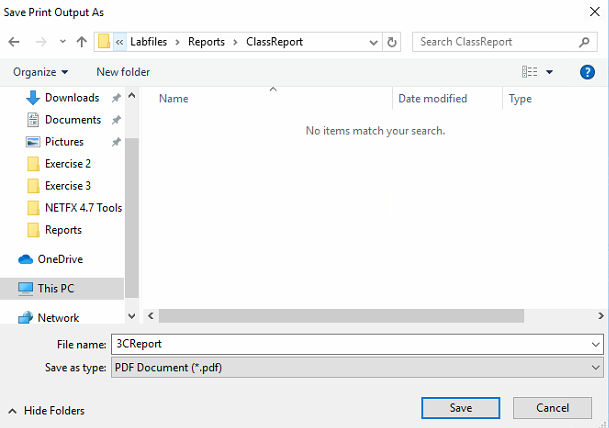 Save Print Output As
« Labfiles > Reports > ClassReport
Search ClassReport
Organize
New folder
?
Name
Date modified
Type
No items match your search.
Downloads
Documents
Pictures
Exercise 2
Exercise 3
NETFX 4.7 Tools
Reports
OneDrive
This PC
Network
File name: 3CReport
Save as type: PDF Document (*.pdf)
Hide Folders
Save
Cancel